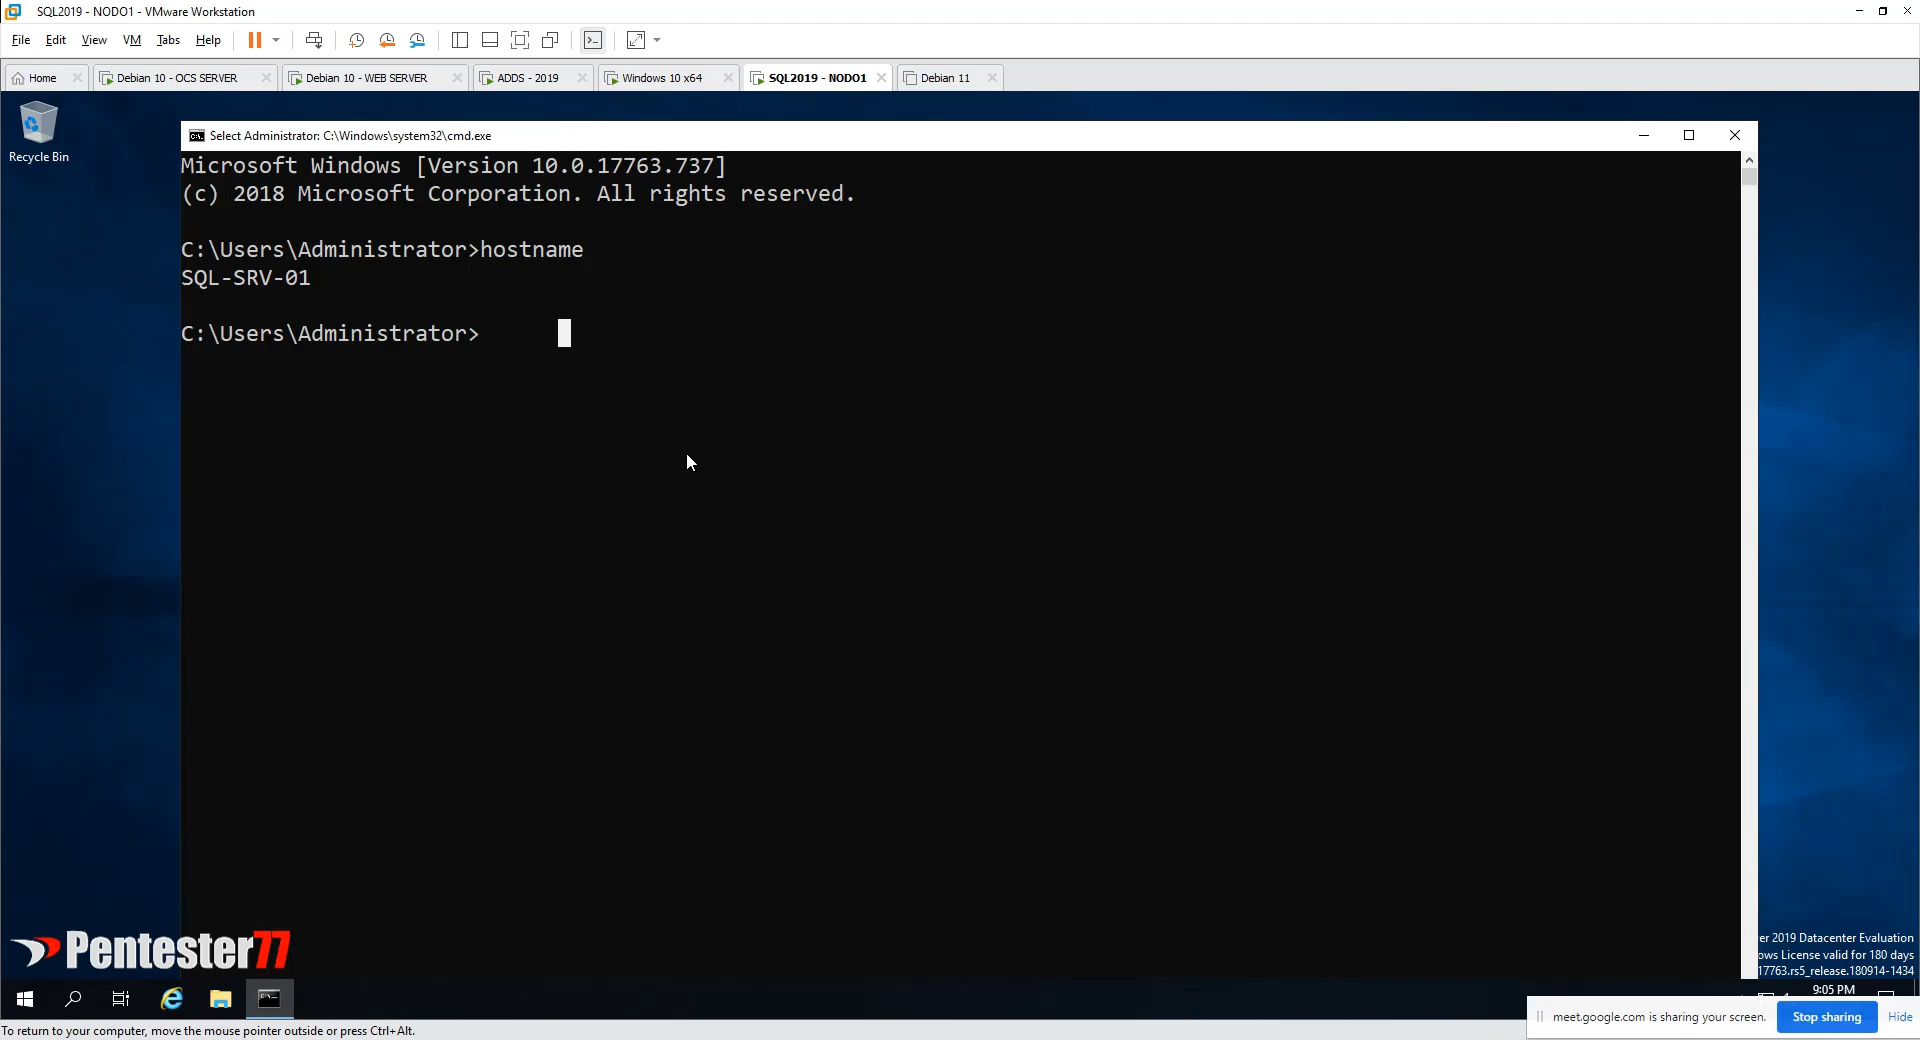 SQL2019 - NODO1 - VMware Workstation
File Edit View VM Tabs Help
Home Debian 10 - OCS SERVER Debian 10 - WEB SERVER ADDS - 2019 Windows 10 x64 SQL2019 - NODO1 Debian 11
Recycle Bin
Select Administrator: C:\Windows\system32\cmd.exe
Microsoft Windows [Version 10.0.17763.737]
(c) 2018 Microsoft Corporation. All rights reserved.
C:\Users\Administrator>hostname
SQL-SRV-01
C:\Users\Administrator>
Pentester77
er 2019 Datacenter Evaluation
ows License valid for 180 days
17763.rs5_release.180914-1434
9:05 PM
meet.google.com is sharing your screen. Stop sharing Hide
To return to your computer, move the mouse pointer outside or press Ctrl+Alt.